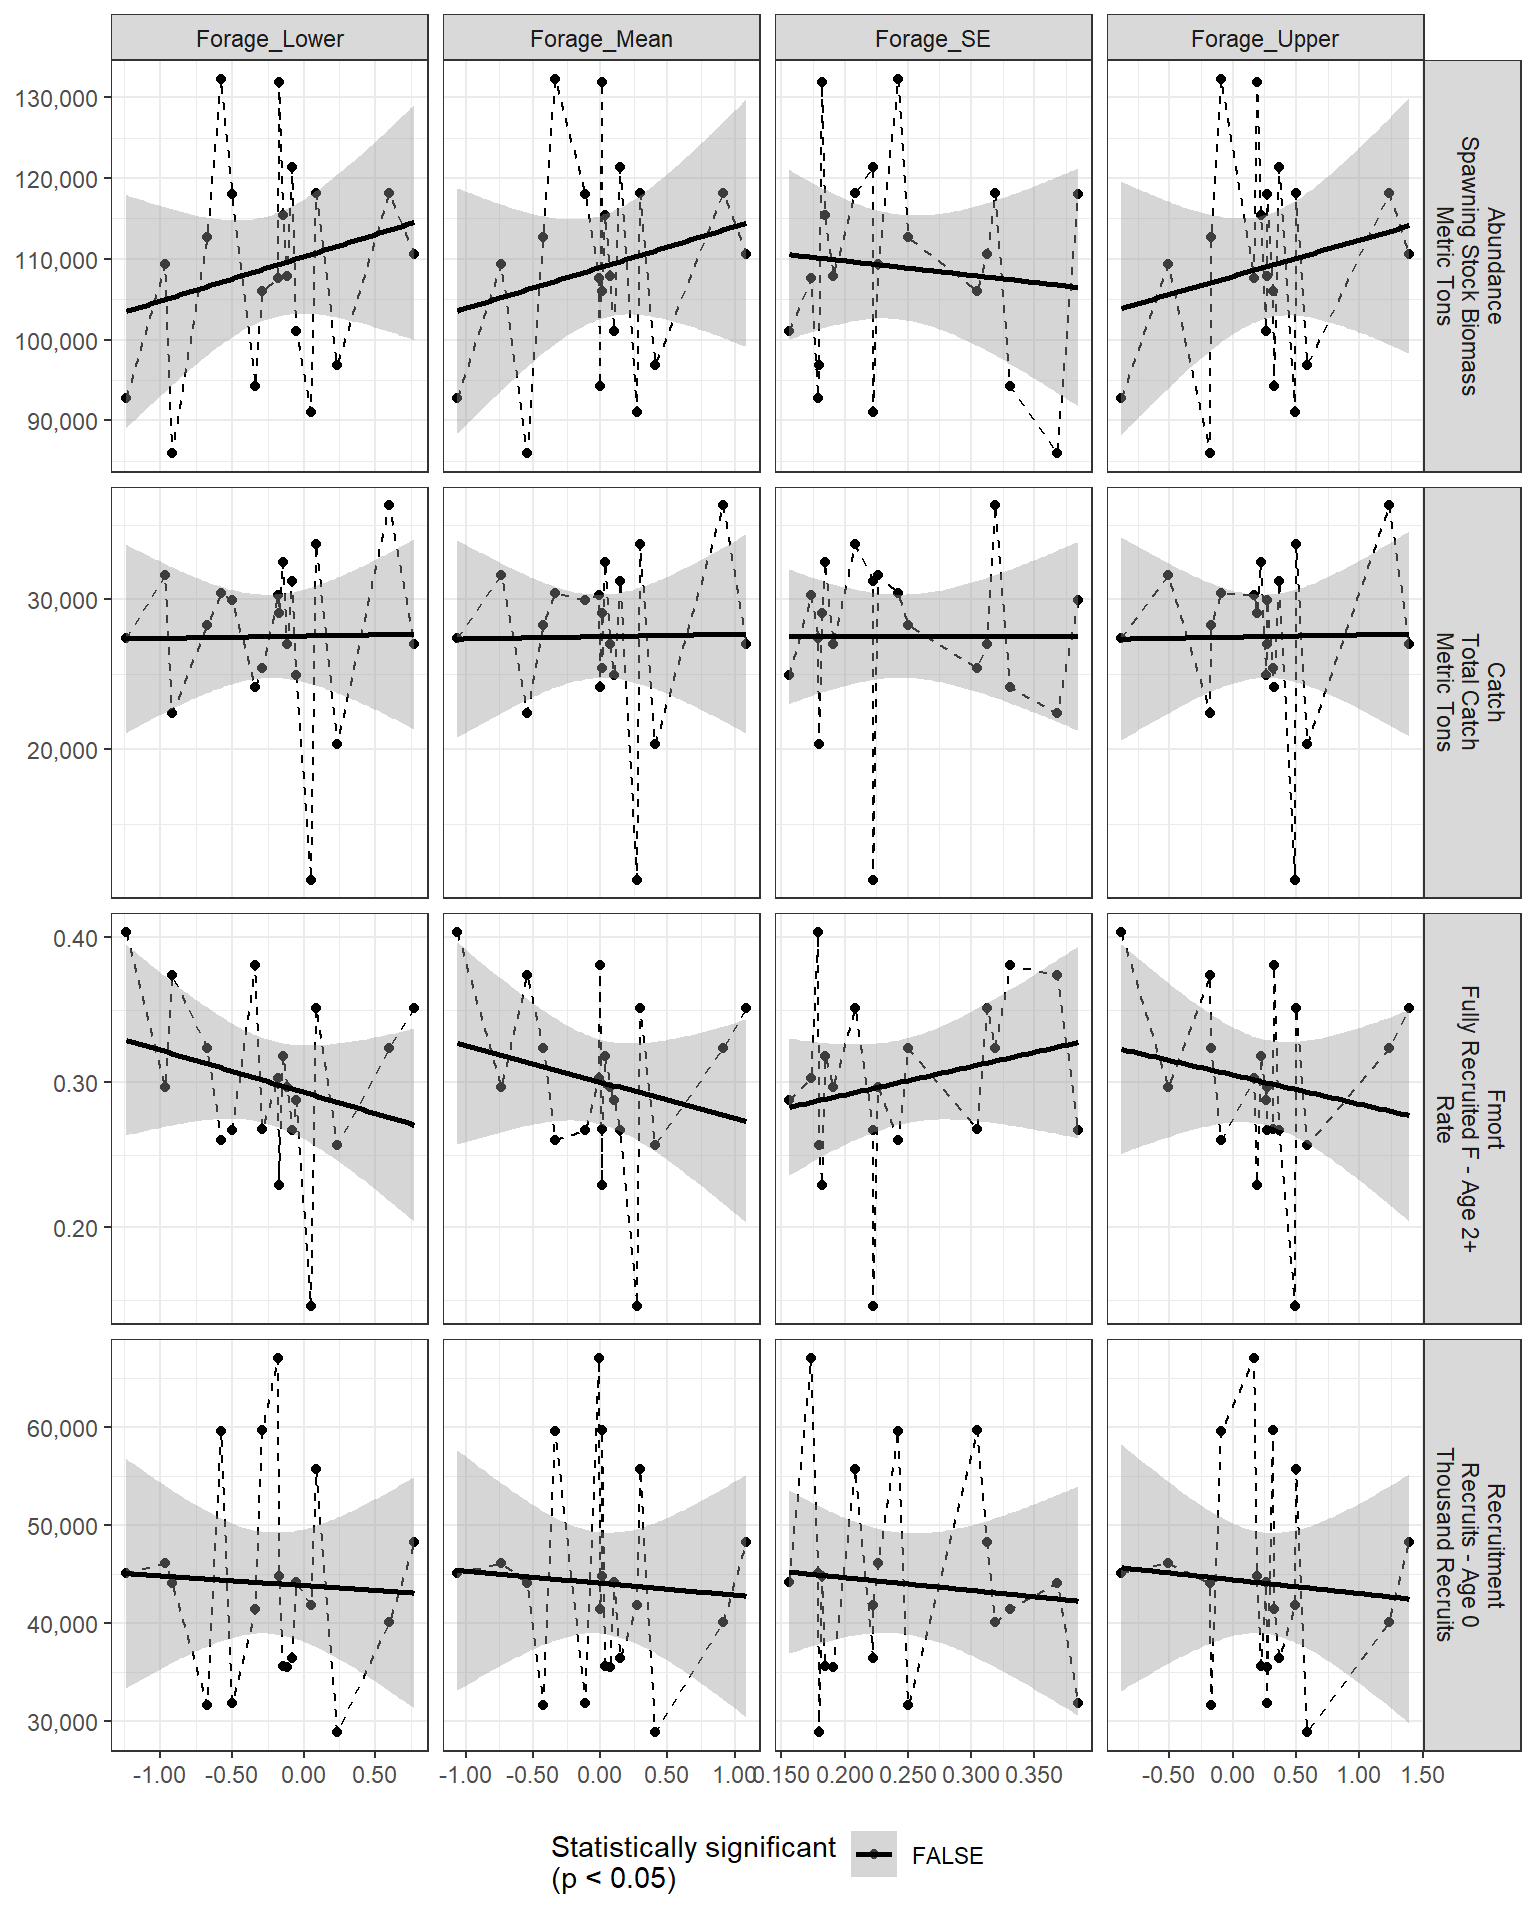 Forage_Lower
Forage_Mean
Forage_SE
Forage_Upper
130,000
120,000
110,000
100,000
90,000
Abundance
Spawning Stock Biomass
Metric Tons
30,000
20,000
Catch
Total Catch
Metric Tons
0.40
0.30
0.20
Fmort
Fully Recruited F - Age 2+
Rate
60,000
50,000
40,000
30,000
Recruitment
Recruits - Age 0
Thousand Recruits
-1.00 -0.50 0.00 0.50
-1.00 -0.50 0.00 0.50 1.00
0.150 0.200 0.250 0.300 0.350
-0.50 0.00 0.50 1.00 1.50
Statistically significant
(p < 0.05)
FALSE